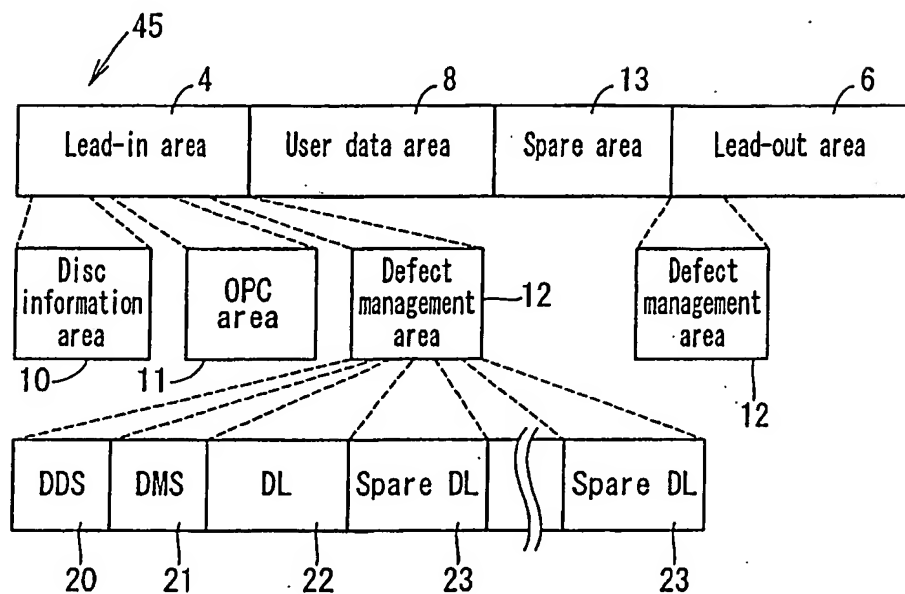 45
4 8 13 6
Lead-in area User data area Spare area Lead-out area
Disc information area
OPC area
Defect management area
12
Defect management area
10 11 12
DDS DMS DL Spare DL Spare DL
20 21 22 23 23